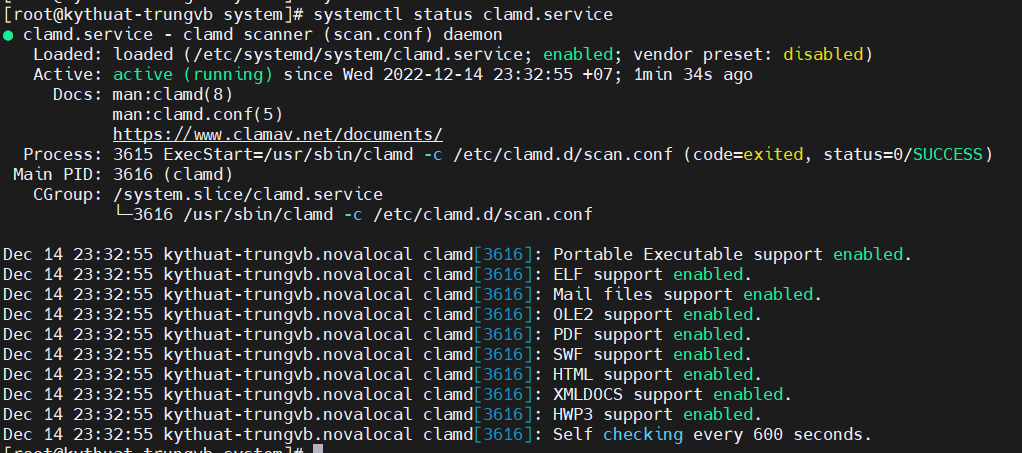 [root@kythuat-trungvb system]# systemctl status clamd.service
● clamd.service - clamd scanner (scan.conf) daemon
   Loaded: loaded (/etc/systemd/system/clamd.service; enabled; vendor preset: disabled)
   Active: active (running) since Wed 2022-12-14 23:32:55 +07; 1min 34s ago
     Docs: man:clamd(8)
           man:clamd.conf(5)
           https://www.clamav.net/documents/
  Process: 3615 ExecStart=/usr/sbin/clamd -c /etc/clamd.d/scan.conf (code=exited, status=0/SUCCESS)
 Main PID: 3616 (clamd)
   CGroup: /system.slice/clamd.service
           └─3616 /usr/sbin/clamd -c /etc/clamd.d/scan.conf

Dec 14 23:32:55 kythuat-trungvb.novalocal clamd[3616]: Portable Executable support enabled.
Dec 14 23:32:55 kythuat-trungvb.novalocal clamd[3616]: ELF support enabled.
Dec 14 23:32:55 kythuat-trungvb.novalocal clamd[3616]: Mail files support enabled.
Dec 14 23:32:55 kythuat-trungvb.novalocal clamd[3616]: OLE2 support enabled.
Dec 14 23:32:55 kythuat-trungvb.novalocal clamd[3616]: PDF support enabled.
Dec 14 23:32:55 kythuat-trungvb.novalocal clamd[3616]: SWF support enabled.
Dec 14 23:32:55 kythuat-trungvb.novalocal clamd[3616]: HTML support enabled.
Dec 14 23:32:55 kythuat-trungvb.novalocal clamd[3616]: XMLDOCS support enabled.
Dec 14 23:32:55 kythuat-trungvb.novalocal clamd[3616]: HWP3 support enabled.
Dec 14 23:32:55 kythuat-trungvb.novalocal clamd[3616]: Self checking every 600 seconds.
[root@kythuat-trungvb system]#